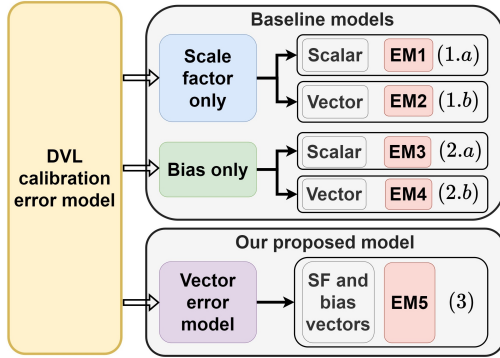 Baseline models
DVL
calibration
error model
Scale
factor
only
Scalar EM1 (1.a)
Vector EM2 (1.b)
Bias only
Scalar EM3 (2.a)
Vector EM4 (2.b)
Our proposed model
Vector
error
model
SF and
bias
vectors
EM5 (3)